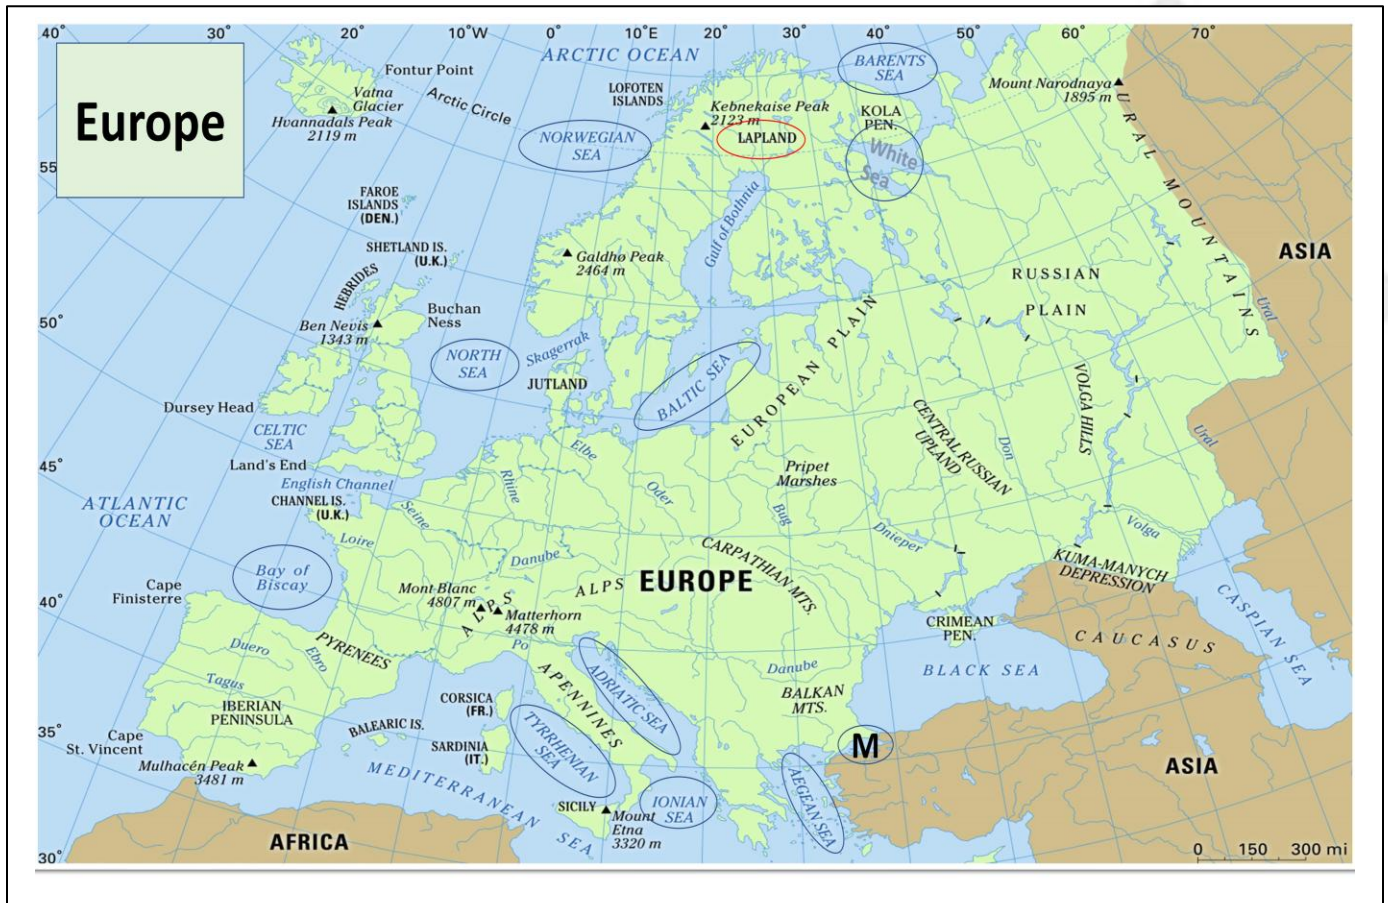 40°
30°
20°
10°W
0°
10°E
20°
30°
40°
50°
60°
70°
Europe
ARCTIC OCEAN
BARENTS
SEA
Fontur Point
Vatna
Glacier
Hvannadals Peak
2119 m
Arctic Circle
LOFOTEN
ISLANDS
Kebnekaise Peak
2123 m
LAPLAND
KOLA
PEN.
Mount Narodnaya
1895 m
NORWEGIAN
SEA
White
Sea
URAL MOUNTAINS
55°
FAROE
ISLANDS
(DEN.)
SHETLAND IS.
(U.K.)
Gulf of Bothnia
Galdhø Peak
2464 m
ASIA
RUSSIAN
PLAIN
HEBRIDES
Buchan
Ness
Ben Nevis
1343 m
50°
Ural
NORTH
SEA
Skagerrak
JUTLAND
BALTIC SEA
EUROPEAN PLAIN
VOLGA HILLS
Dursey Head
CELTIC
SEA
Land's End
English Channel
CHANNEL IS.
(U.K.)
45°
Elbe
Rhine
Oder
Pripet
Marshes
Bug
CENTRAL RUSSIAN
UPLAND
Don
Ural
ATLANTIC
OCEAN
Seine
Loire
Danube
Dnieper
Volga
CARPATHIAN MTS.
KUMA-MANYCH
DEPRESSION
Bay of
Biscay
Cape
Finisterre
Mont Blanc
4807 m
ALPS
Matterhorn
4478 m
ALPS
EUROPE
40°
CRIMEAN
PEN.
CAUCASUS
CASPIAN SEA
PYRENEES
Duero
Ebro
Po
Tagus
IBERIAN
PENINSULA
APENNINES
ADRIATIC SEA
Danube
BALKAN
MTS.
BLACK SEA
CORSICA
(FR.)
BALEARIC IS.
SARDINIA
(IT.)
TYRRHENIAN
SEA
35°
Cape
St. Vincent
Mulhacén Peak
3481 m
MEDITERRANEAN SEA
M
ASIA
AEGEAN SEA
IONIAN
SEA
SICILY
Mount
Etna
3320 m
AFRICA
30°
0 150 300 mi